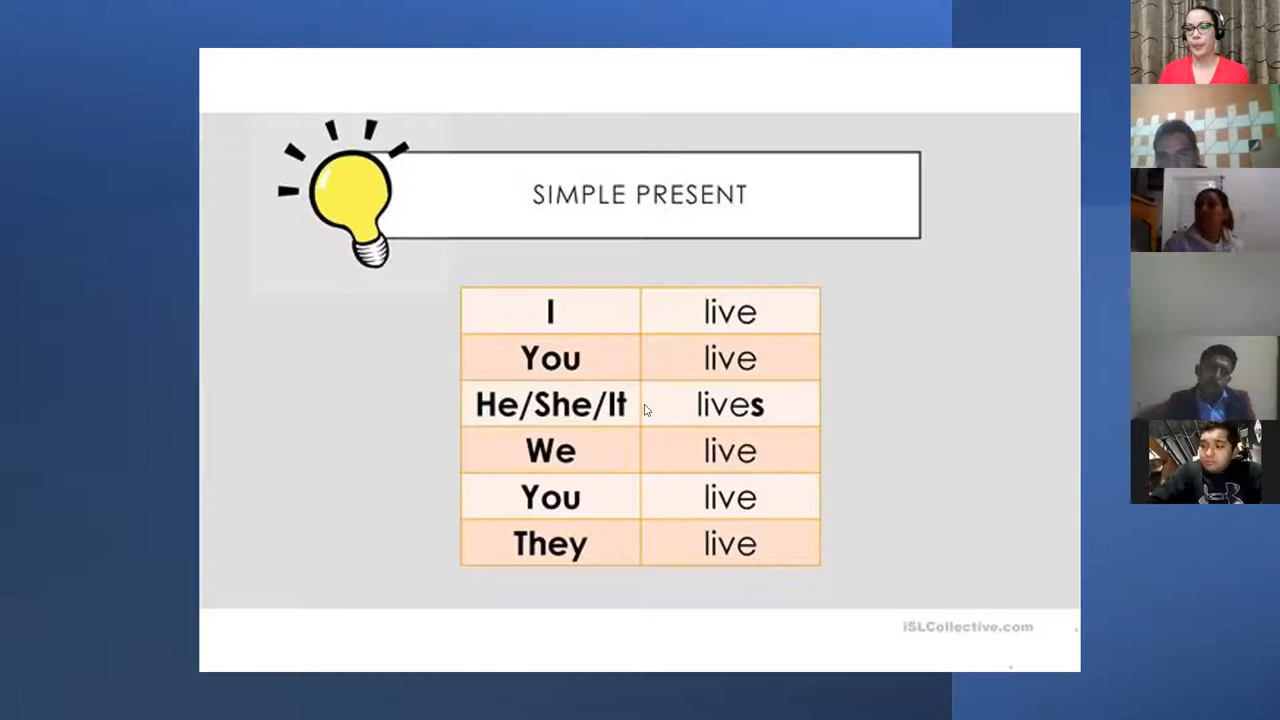 SIMPLE PRESENT
I live
You live
He/She/It lives
We live
You live
They live
iSLCollective.com